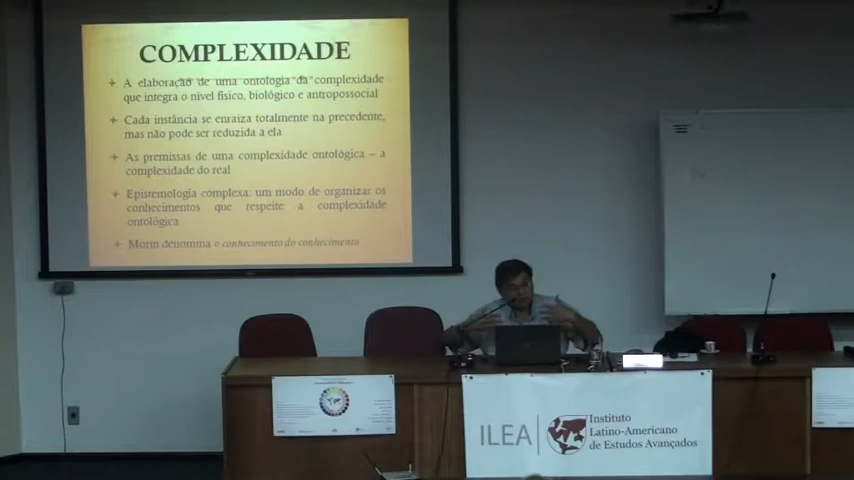 COMPLEXIDADE
A elaboração de uma ontologia da complexidade
que integra o nivel físico, biológico e antropossocial
Cada instância se enraiza totalmente na precedente,
mas não pode ser reduzida a ela
As premissas de uma complexidade ontológica – a
complexidade do real
Epistemologia complexa: um modo de organizar os
conhecimentos que respeite a complexidade
ontológica
Morin denomina o conhecimento do conhecimento
ILEA
Instituto
Latino-Americano
de Estudos Avançados